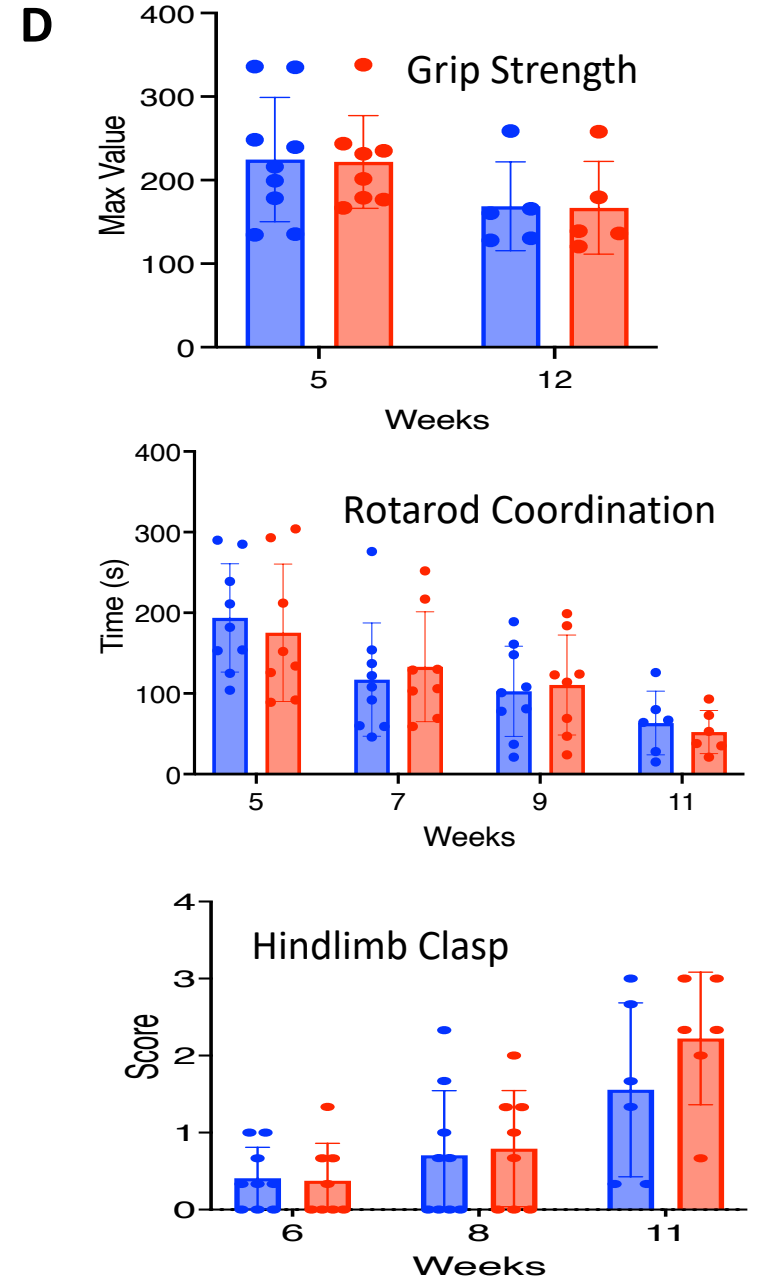 D
Grip Strength
Max Value
400
300
200
100
0
5 12
Weeks
Rotarod Coordination
Time (s)
400
300
200
100
0
5 7 9 11
Weeks
Hindlimb Clasp
Score
4
3
2
1
0
6 8 11
Weeks